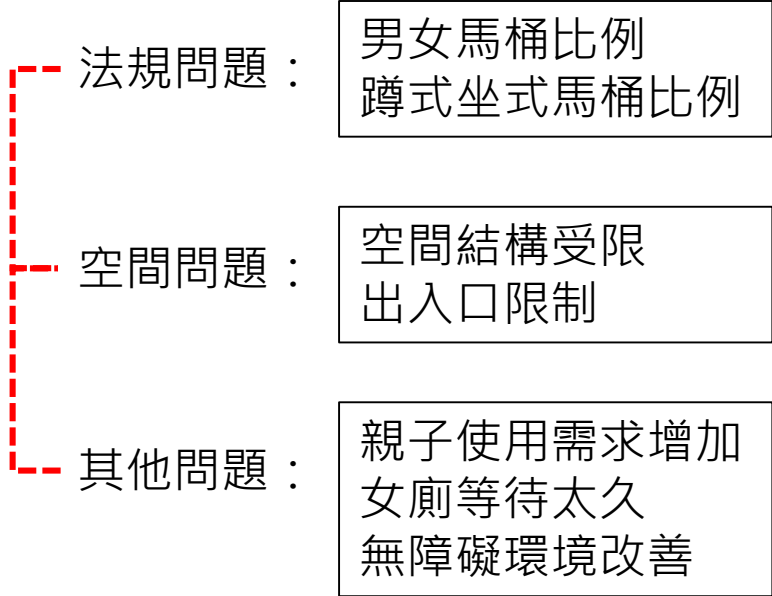 法規問題：
男女馬桶比例
蹲式坐式馬桶比例
空間問題：
空間結構受限
出入口限制
其他問題：
親子使用需求增加
女廁等待太久
無障礙環境改善